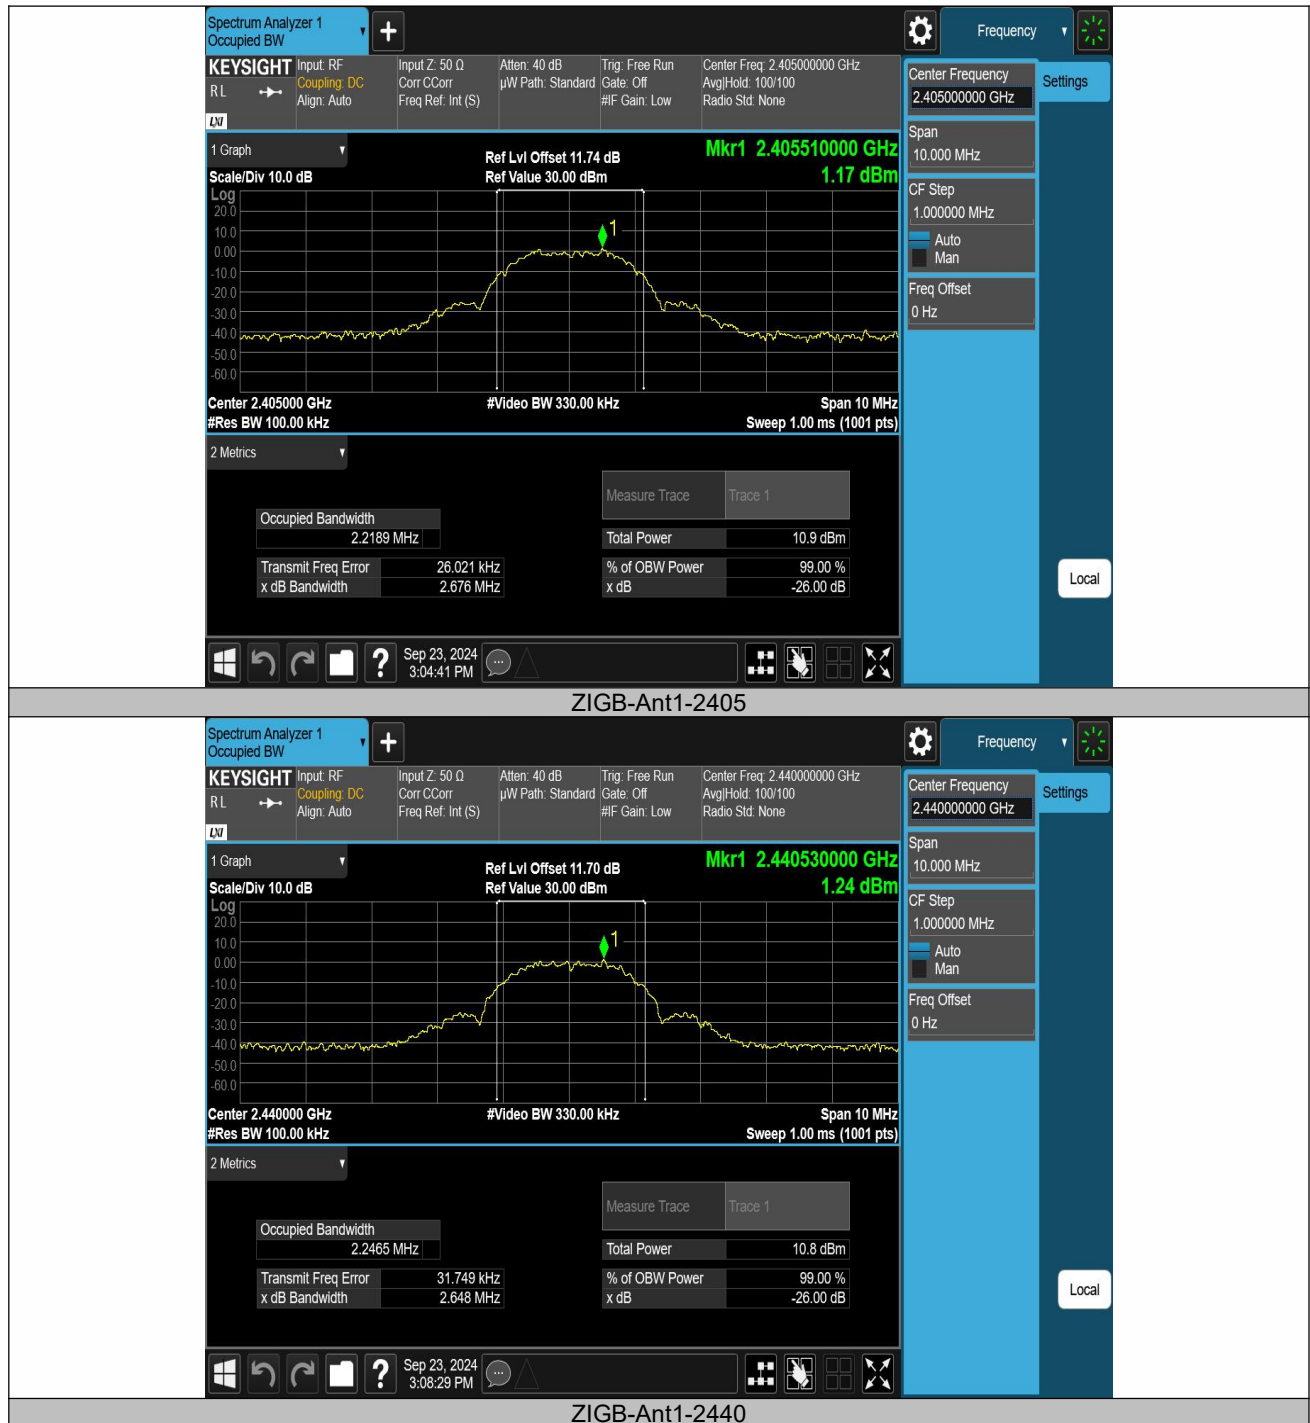 Spectrum Analyzer 1
Occupied BW
Frequency
KEYSIGHT
RL
LXI
Input: RF
Coupling: DC
Align: Auto
Input Z: 50 Ω
Corr CCorr
Freq Ref: Int (S)
Atten: 40 dB
µW Path: Standard
Trig: Free Run
Gate: Off
#IF Gain: Low
Center Freq: 2.405000000 GHz
Avg|Hold: 100/100
Radio Std: None
Center Frequency
2.405000000 GHz
Settings
Span
10.000 MHz
CF Step
1.000000 MHz
Auto
Man
Freq Offset
0 Hz
Local
1 Graph
Scale/Div 10.0 dB
Ref Lvl Offset 11.74 dB
Ref Value 30.00 dBm
Mkr1 2.405510000 GHz
1.17 dBm
Log
20.0
10.0
0.00
-10.0
-20.0
-30.0
-40.0
-50.0
-60.0
1
Center 2.405000 GHz
#Video BW 330.00 kHz
Span 10 MHz
#Res BW 100.00 kHz
Sweep 1.00 ms (1001 pts)
2 Metrics
Measure Trace Trace 1
Occupied Bandwidth
2.2189 MHz
Total Power 10.9 dBm
Transmit Freq Error 26.021 kHz
% of OBW Power 99.00 %
x dB Bandwidth 2.676 MHz
x dB -26.00 dB
Sep 23, 2024
3:04:41 PM
ZIGB-Ant1-2405
Spectrum Analyzer 1
Occupied BW
Frequency
KEYSIGHT
RL
LXI
Input: RF
Coupling: DC
Align: Auto
Input Z: 50 Ω
Corr CCorr
Freq Ref: Int (S)
Atten: 40 dB
µW Path: Standard
Trig: Free Run
Gate: Off
#IF Gain: Low
Center Freq: 2.440000000 GHz
Avg|Hold: 100/100
Radio Std: None
Center Frequency
2.440000000 GHz
Settings
Span
10.000 MHz
CF Step
1.000000 MHz
Auto
Man
Freq Offset
0 Hz
Local
1 Graph
Scale/Div 10.0 dB
Ref Lvl Offset 11.70 dB
Ref Value 30.00 dBm
Mkr1 2.440530000 GHz
1.24 dBm
Log
20.0
10.0
0.00
-10.0
-20.0
-30.0
-40.0
-50.0
-60.0
1
Center 2.440000 GHz
#Video BW 330.00 kHz
Span 10 MHz
#Res BW 100.00 kHz
Sweep 1.00 ms (1001 pts)
2 Metrics
Measure Trace Trace 1
Occupied Bandwidth
2.2465 MHz
Total Power 10.8 dBm
Transmit Freq Error 31.749 kHz
% of OBW Power 99.00 %
x dB Bandwidth 2.648 MHz
x dB -26.00 dB
Sep 23, 2024
3:08:29 PM
ZIGB-Ant1-2440